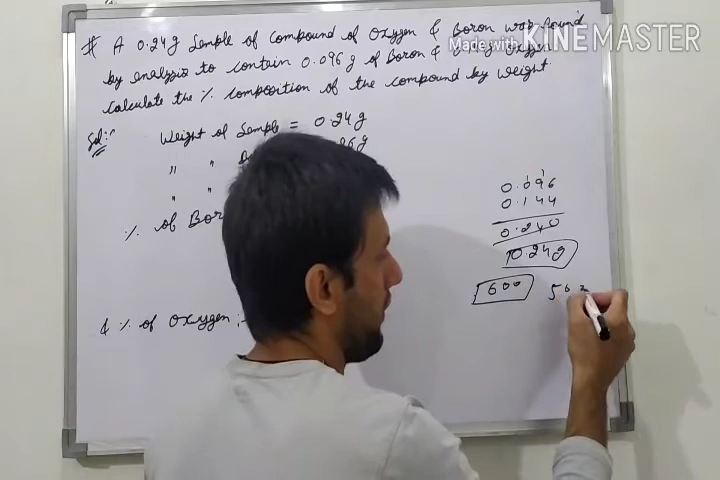 # A 0.24g Sample of Compound of Oxygen & Boron was found
by analysis to contain 0.096 g of Boron & Oxygen
Calculate the % composition of the compound by weight.
Sol:-
Weight of Sample = 0.24g
" "
" "
% of Bor
& % of Oxygen :-
0.096
0.144
0.240
0.24g
600
Made with KINEMASTER